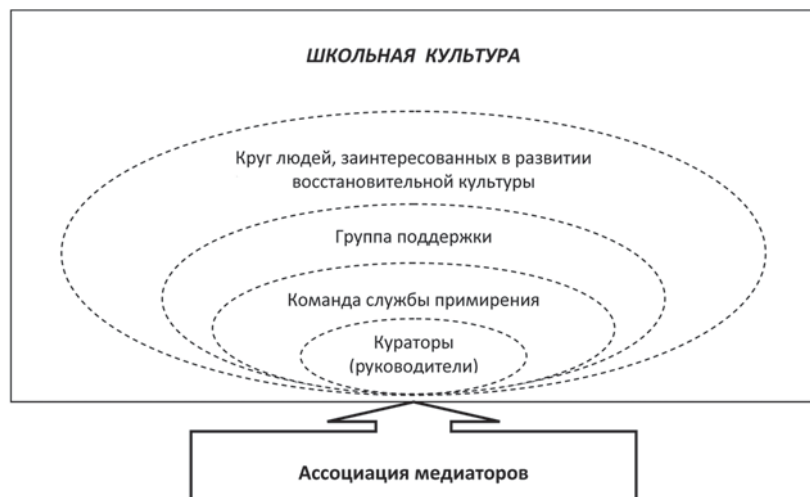 ШКОЛЬНАЯ КУЛЬТУРА
Круг людей, заинтересованных в развитии
восстановительной культуры
Группа поддержки
Команда службы примирения
Кураторы
(руководители)
Ассоциация медиаторов